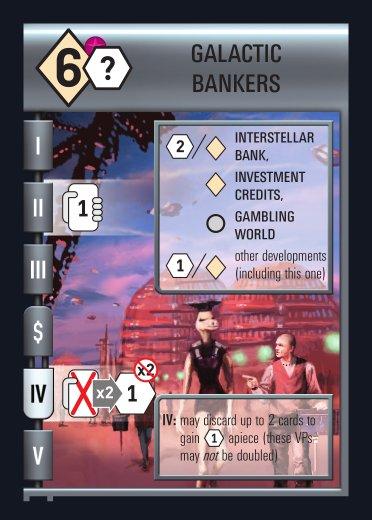 6 ?
GALACTIC
BANKERS
I
II 1
III
$
IV x2 1 x2
V
2 / INTERSTELLAR
BANK,
INVESTMENT
CREDITS,
GAMBLING
WORLD
1 / other developments
(including this one)
IV: may discard up to 2 cards to
gain 1 apiece (these VPs
may not be doubled)